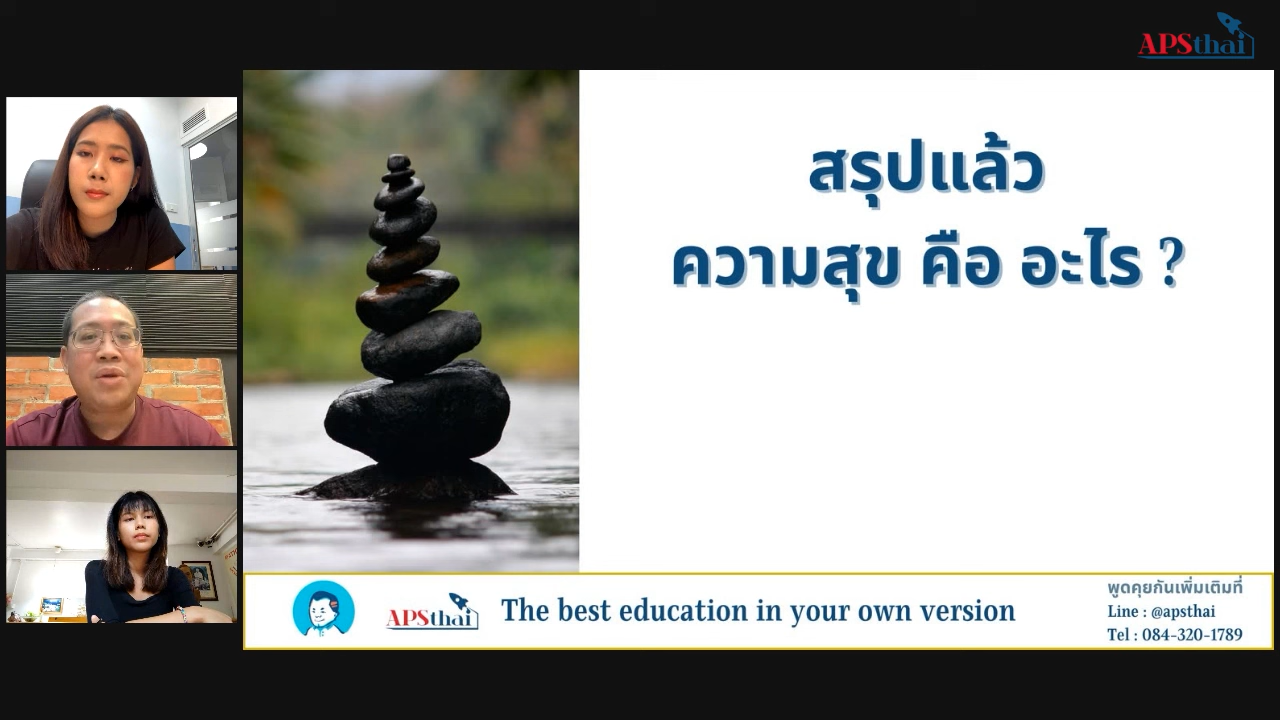 APSthai
สรุปแล้ว
ความสุข คือ อะไร ?
APSthai
The best education in your own version
พูดคุยกันเพิ่มเติมที่
Line : @apsthai
Tel : 084-320-1789